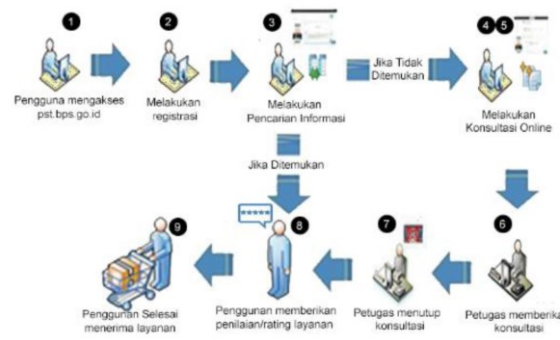 1
Pengguna mengakses
pst.bps.go.id
2
Melakukan
registrasi
3
Melakukan
Pencarian Informasi
Jika Tidak
Ditemukan
4 5
Melakukan
Konsultasi Online
Jika Ditemukan
6
Petugas memberika
konsultasi
7
Petugas menutup
konsultasi
*****
8
Penggunan memberikan
penilaian/rating layanan
9
Penggunan Selesai
menerima layanan